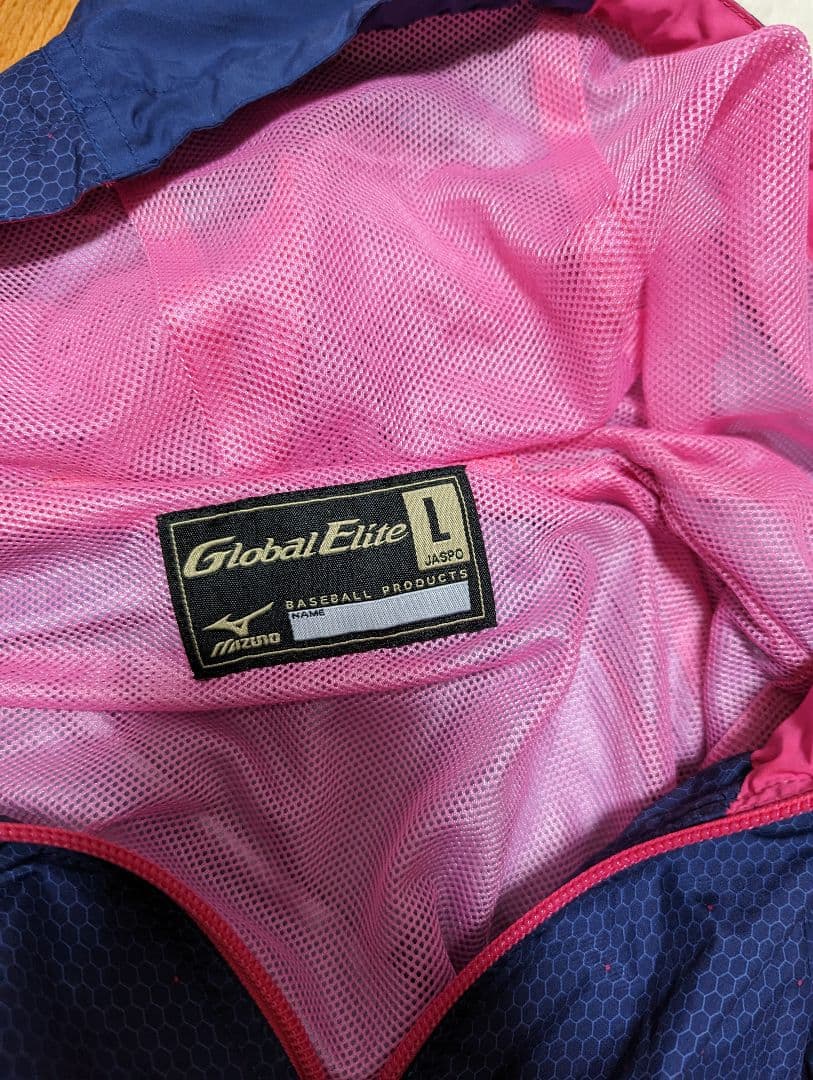 Global Elite
L
JASPO
BASEBALL PRODUCTS
NAME
MIZUNO